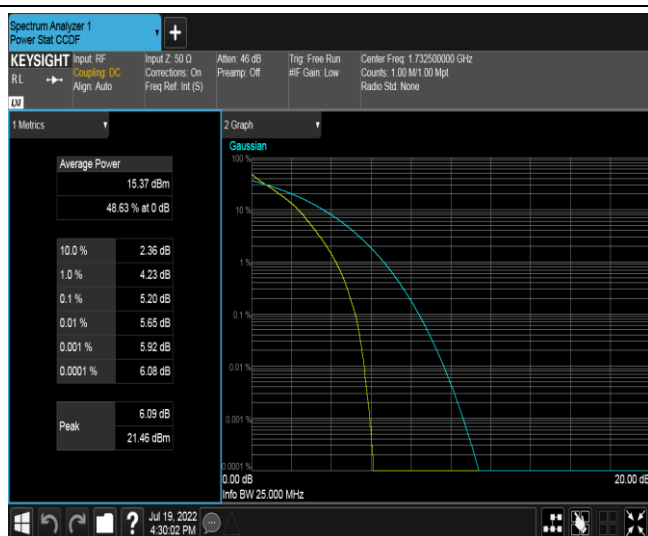 Spectrum Analyzer 1
Power Stat CCDF
+
KEYSIGHT
RL
LXI
Input: RF
Coupling: DC
Align: Auto
Input Z: 50 Ω
Corrections: On
Freq Ref: Int (S)
Atten: 46 dB
Preamp: Off
Trig: Free Run
#IF Gain: Low
Center Freq: 1.732500000 GHz
Counts: 1.00 M/1.00 Mpt
Radio Std: None
1 Metrics
Average Power
15.37 dBm
48.63 % at 0 dB
10.0 % 2.36 dB
1.0 % 4.23 dB
0.1 % 5.20 dB
0.01 % 5.65 dB
0.001 % 5.92 dB
0.0001 % 6.08 dB
Peak
6.09 dB
21.46 dBm
2 Graph
Gaussian
100 %
10 %
1 %
0.1 %
0.01 %
0.001 %
0.0001 %
0.00 dB
20.00 dB
Info BW 25.000 MHz
?
Jul 19, 2022
4:30:02 PM